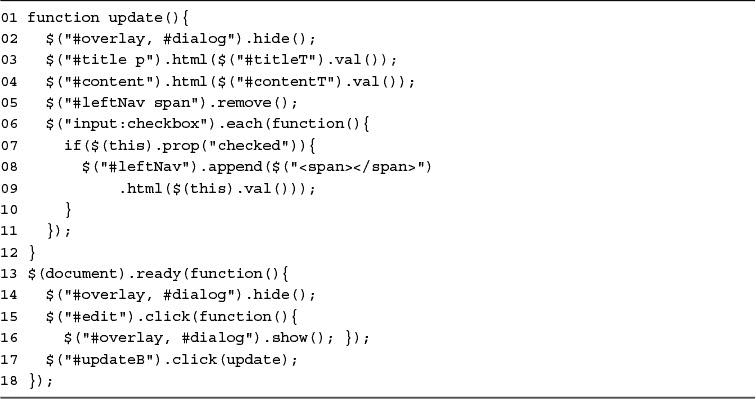 01 function update(){
02   $("#overlay, #dialog").hide();
03   $("#title p").html($("#titleT").val());
04   $("#content").html($("#contentT").val());
05   $("#leftNav span").remove();
06   $("input:checkbox").each(function(){
07     if($(this).prop("checked")){
08       $("#leftNav").append($("<span></span>")
09           .html($(this).val()));
10     }
11   });
12 }
13 $(document).ready(function(){
14   $("#overlay, #dialog").hide();
15   $("#edit").click(function(){
16     $("#overlay, #dialog").show(); });
17   $("#updateB").click(update);
18 });